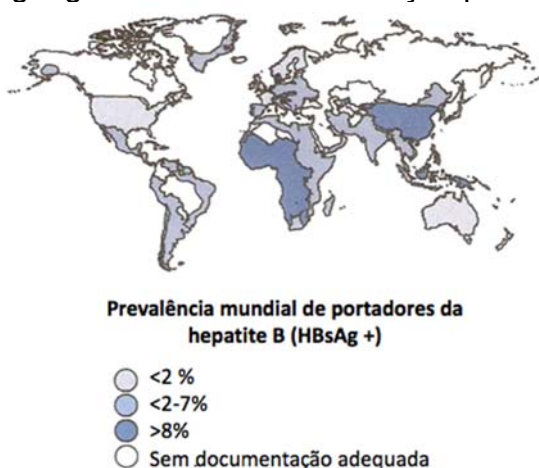 Prevalência mundial de portadores da
hepatite B (HBsAg +)
<2 %
<2-7%
>8%
Sem documentação adequada